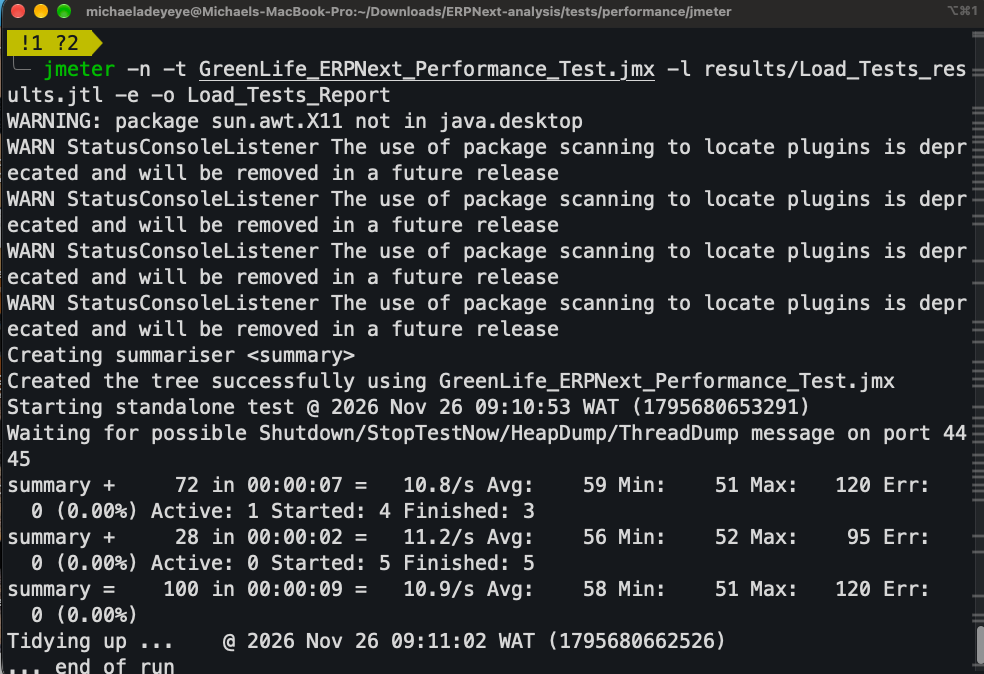 michaeladeyeye@Michaels-MacBook-Pro:~/Downloads/ERPNext-analysis/tests/performance/jmeter ⌥⌘1
!1 ?2
jmeter -n -t GreenLife_ERPNext_Performance_Test.jmx -l results/Load_Tests_res
ults.jtl -e -o Load_Tests_Report
WARNING: package sun.awt.X11 not in java.desktop
WARN StatusConsoleListener The use of package scanning to locate plugins is depr
ecated and will be removed in a future release
WARN StatusConsoleListener The use of package scanning to locate plugins is depr
ecated and will be removed in a future release
WARN StatusConsoleListener The use of package scanning to locate plugins is depr
ecated and will be removed in a future release
WARN StatusConsoleListener The use of package scanning to locate plugins is depr
ecated and will be removed in a future release
Creating summariser <summary>
Created the tree successfully using GreenLife_ERPNext_Performance_Test.jmx
Starting standalone test @ 2026 Nov 26 09:10:53 WAT (1795680653291)
Waiting for possible Shutdown/StopTestNow/HeapDump/ThreadDump message on port 44
45
summary +     72 in 00:00:07 =   10.8/s Avg:    59 Min:    51 Max:   120 Err:
  0 (0.00%) Active: 1 Started: 4 Finished: 3
summary +     28 in 00:00:02 =   11.2/s Avg:    56 Min:    52 Max:    95 Err:
  0 (0.00%) Active: 0 Started: 5 Finished: 5
summary =    100 in 00:00:09 =   10.9/s Avg:    58 Min:    51 Max:   120 Err:
  0 (0.00%)
Tidying up ...    @ 2026 Nov 26 09:11:02 WAT (1795680662526)
... end of run